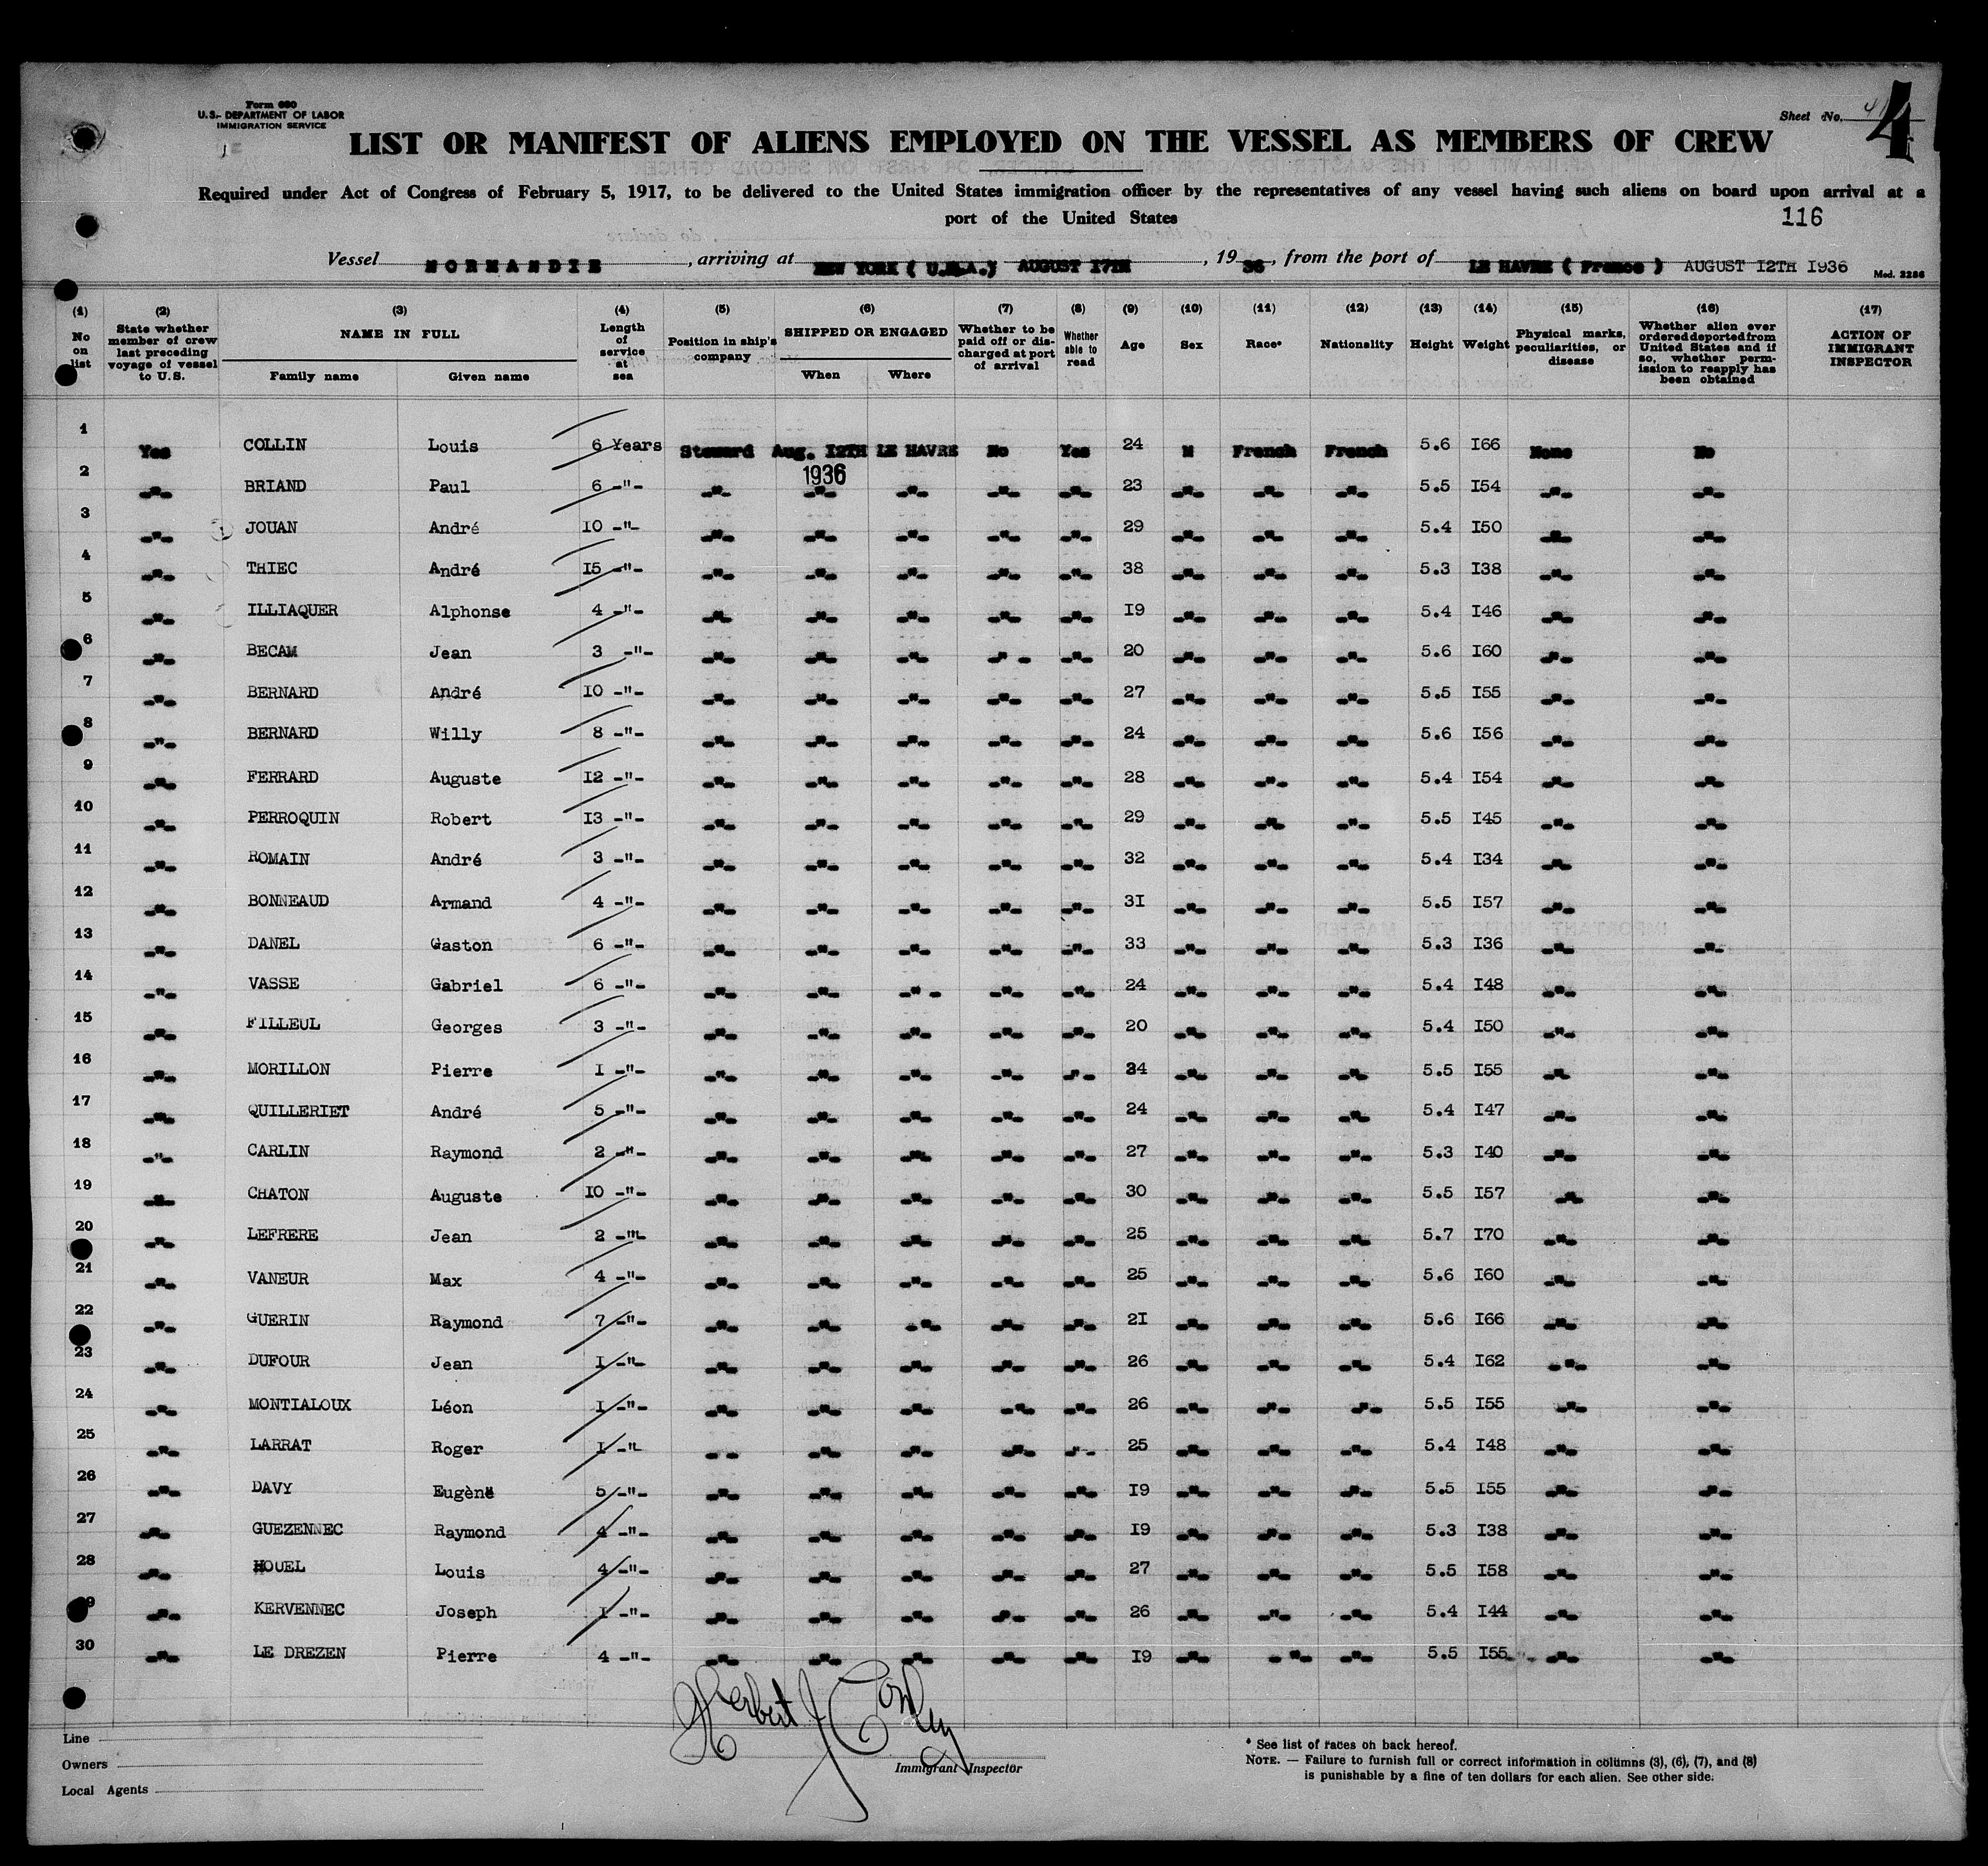 Form 680
U.S. DEPARTMENT OF LABOR
IMMIGRATION SERVICE
Sheet No. 4
LIST OR MANIFEST OF ALIENS EMPLOYED ON THE VESSEL AS MEMBERS OF CREW
Required under Act of Congress of February 5, 1917, to be delivered to the United States immigration officer by the representatives of any vessel having such aliens on board upon arrival at a
port of the United States
116
Vessel NORMANDIE, arriving at NEW YORK ( U.S.A.) AUGUST I7TH, 19 36, from the port of LE HAVRE ( France ) AUGUST I2TH I936 Mod. 2286
(1) No on list (2) State whether member of crew last preceding voyage of vessel to U.S. (3) NAME IN FULL Family name Given name (4) Length of service at sea (5) Position in ship's company (6) SHIPPED OR ENGAGED When Where (7) Whether to be paid off or discharged at port of arrival (8) Whether able to read (9) Age (10) Sex (11) Race* (12) Nationality (13) Height (14) Weight (15) Physical marks, peculiarities, or disease (16) Whether alien ever ordered deported from United States and if so, whether permission to reapply has been obtained (17) ACTION OF IMMIGRANT INSPECTOR
1 Yes COLLIN Louis 6 Years Steward Aug. I2TH 1936 LE HAVRE No Yes 24 M French French 5.6 I66 None No
2 -"- BRIAND Paul 6 -"- -"- -"- -"- -"- -"- 23 -"- -"- -"- 5.5 I54 -"- -"-
3 -"- JOUAN André IO -"- -"- -"- -"- -"- -"- 29 -"- -"- -"- 5.4 I50 -"- -"-
4 -"- THIEC André I5 -"- -"- -"- -"- -"- -"- 38 -"- -"- -"- 5.3 I38 -"- -"-
5 -"- ILLIAQUER Alphonse 4 -"- -"- -"- -"- -"- -"- I9 -"- -"- -"- 5.4 I46 -"- -"-
6 -"- BECAM Jean 3 -"- -"- -"- -"- -"- -"- 20 -"- -"- -"- 5.6 I60 -"- -"-
7 -"- BERNARD André IO -"- -"- -"- -"- -"- -"- 27 -"- -"- -"- 5.5 I55 -"- -"-
8 -"- BERNARD Willy 8 -"- -"- -"- -"- -"- -"- 24 -"- -"- -"- 5.6 I56 -"- -"-
9 -"- FERRARD Auguste I2 -"- -"- -"- -"- -"- -"- 28 -"- -"- -"- 5.4 I54 -"- -"-
10 -"- PERROQUIN Robert I3 -"- -"- -"- -"- -"- -"- 29 -"- -"- -"- 5.5 I45 -"- -"-
11 -"- ROMAIN André 3 -"- -"- -"- -"- -"- -"- 32 -"- -"- -"- 5.4 I34 -"- -"-
12 -"- BONNEAUD Armand 4 -"- -"- -"- -"- -"- -"- 3I -"- -"- -"- 5.5 I57 -"- -"-
13 -"- DANEL Gaston 6 -"- -"- -"- -"- -"- -"- 33 -"- -"- -"- 5.3 I36 -"- -"-
14 -"- VASSE Gabriel 6 -"- -"- -"- -"- -"- -"- 24 -"- -"- -"- 5.4 I48 -"- -"-
15 -"- FILLEUL Georges 3 -"- -"- -"- -"- -"- -"- 20 -"- -"- -"- 5.4 I50 -"- -"-
16 -"- MORILLON Pierre I -"- -"- -"- -"- -"- -"- -"- -"- -"- 5.5 I55 -"- -"-
17 -"- QUILLERIET André 5 -"- -"- -"- -"- -"- -"- 24 -"- -"- -"- 5.4 I47 -"- -"-
18 -"- CARLIN Raymond 2 -"- -"- -"- -"- -"- -"- 27 -"- -"- -"- 5.3 I40 -"- -"-
19 -"- CHATON Auguste IO -"- -"- -"- -"- -"- -"- 30 -"- -"- -"- 5.5 I57 -"- -"-
20 -"- LEFRERE Jean 2 -"- -"- -"- -"- -"- -"- 25 -"- -"- -"- 5.7 I70 -"- -"-
21 -"- VANEUR Max 4 -"- -"- -"- -"- -"- -"- 25 -"- -"- -"- 5.6 I60 -"- -"-
22 -"- GUERIN Raymond 7 -"- -"- -"- -"- -"- -"- 2I -"- -"- -"- 5.6 I66 -"- -"-
23 -"- DUFOUR Jean I -"- -"- -"- -"- -"- -"- 26 -"- -"- -"- 5.4 I62 -"- -"-
24 -"- MONTIALOUX Léon I -"- -"- -"- -"- -"- -"- 26 -"- -"- -"- 5.5 I55 -"- -"-
25 -"- LARRAT Roger I -"- -"- -"- -"- -"- -"- 25 -"- -"- -"- 5.4 I48 -"- -"-
26 -"- DAVY Eugène 5 -"- -"- -"- -"- -"- -"- I9 -"- -"- -"- 5.5 I55 -"- -"-
27 -"- GUEZENNEC Raymond 4 -"- -"- -"- -"- -"- -"- I9 -"- -"- -"- 5.3 I38 -"- -"-
28 -"- HOUEL Louis 4 -"- -"- -"- -"- -"- -"- 27 -"- -"- -"- 5.5 I58 -"- -"-
29 -"- KERVENNEC Joseph I -"- -"- -"- -"- -"- -"- 26 -"- -"- -"- 5.4 I44 -"- -"-
30 -"- LE DREZEN Pierre 4 -"- -"- -"- -"- -"- -"- I9 -"- -"- -"- 5.5 I55 -"- -"-
Herbert J Conley
Immigrant Inspector
Line
Owners
Local Agents
* See list of races on back hereof.
NOTE. — Failure to furnish full or correct information in columns (3), (6), (7), and (8)
is punishable by a fine of ten dollars for each alien. See other side.